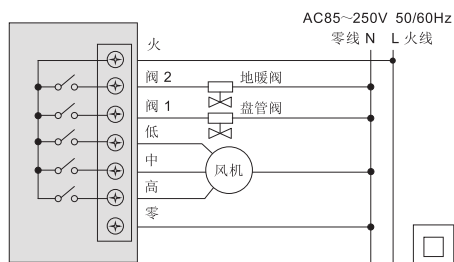 AC85～250V 50/60Hz
零线 N L 火线
火
阀 2 地暖阀
阀 1 盘管阀
低
中
风机
高
零